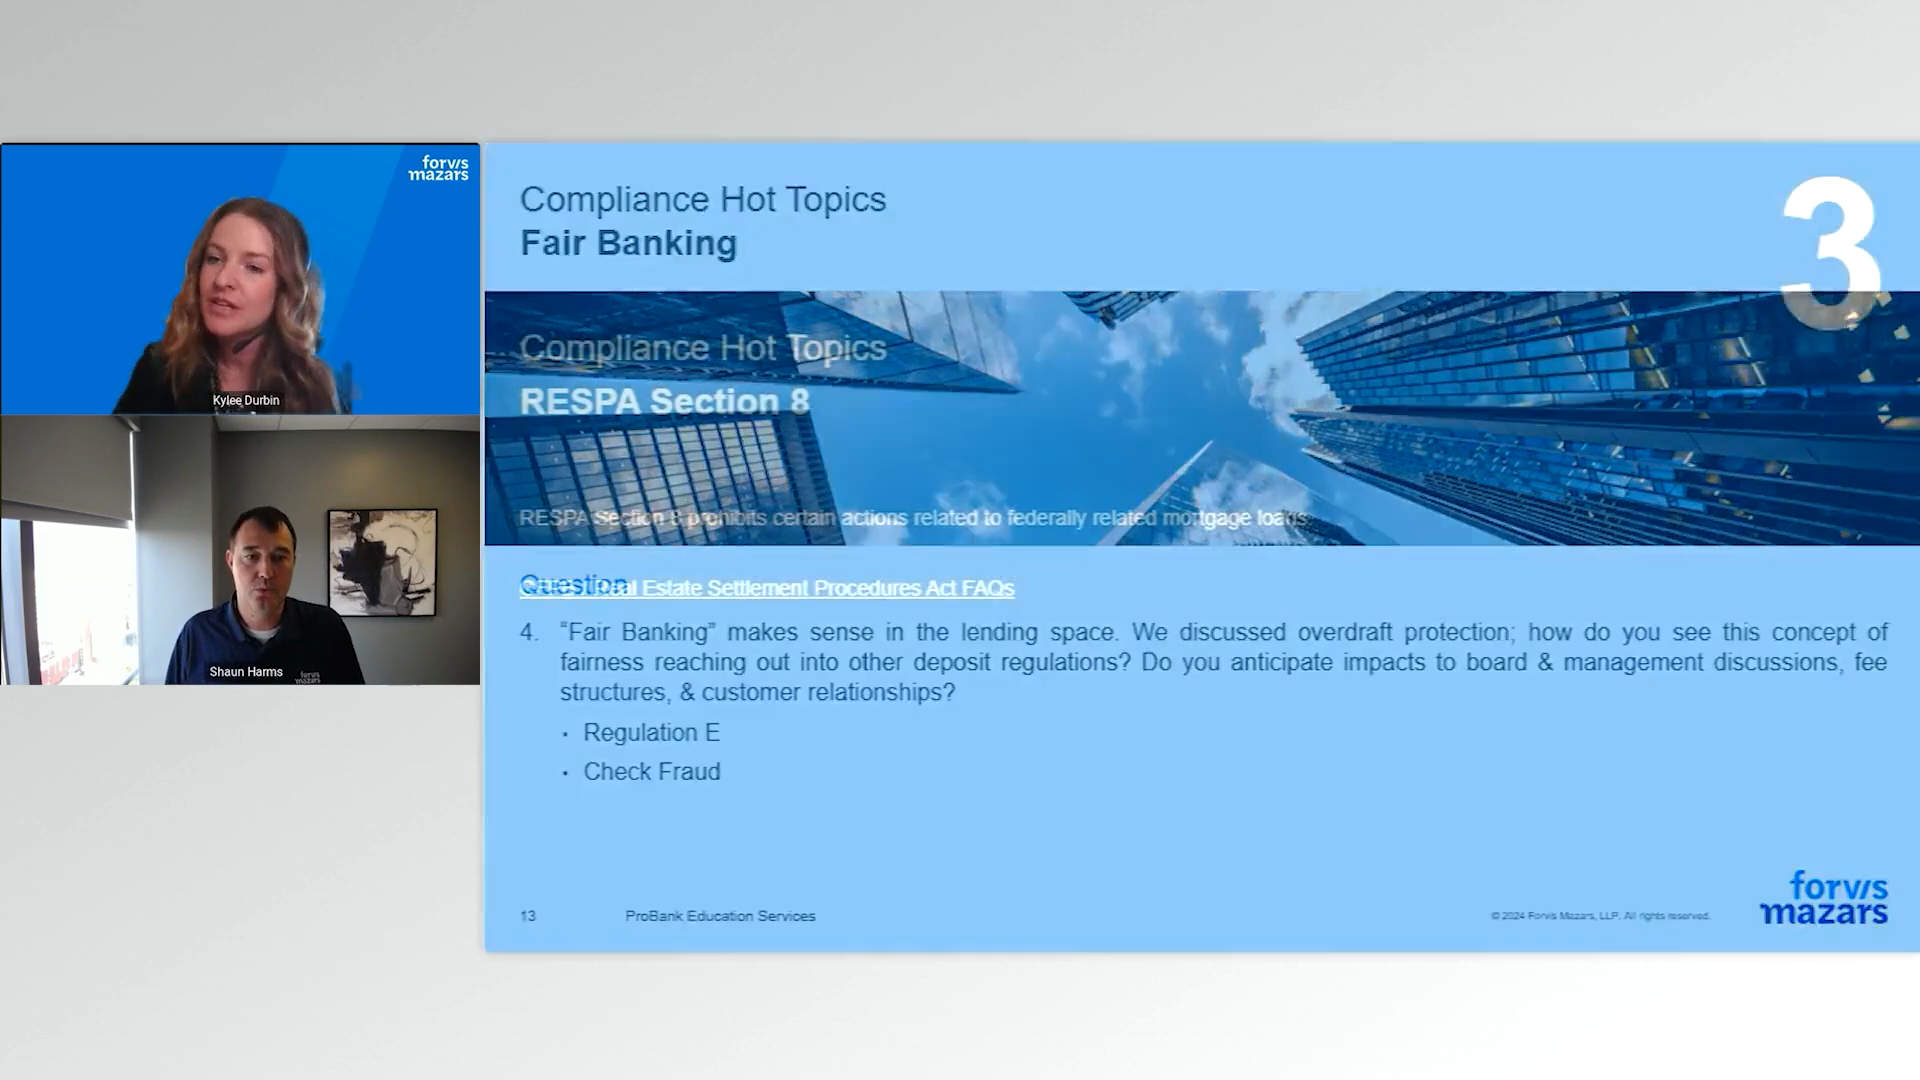 forvis
mazars
Kylee Durbin
Shaun Harms
forvis
mazars
Compliance Hot Topics
Fair Banking
3
Compliance Hot Topics
RESPA Section 8
RESPA Section 8 prohibits certain actions related to federally related mortgage loans
Question
Real Estate Settlement Procedures Act FAQs
4. “Fair Banking” makes sense in the lending space. We discussed overdraft protection; how do you see this concept of
fairness reaching out into other deposit regulations? Do you anticipate impacts to board & management discussions, fee
structures, & customer relationships?
· Regulation E
· Check Fraud
13
ProBank Education Services
© 2024 Forvis Mazars, LLP. All rights reserved.
forvis
mazars